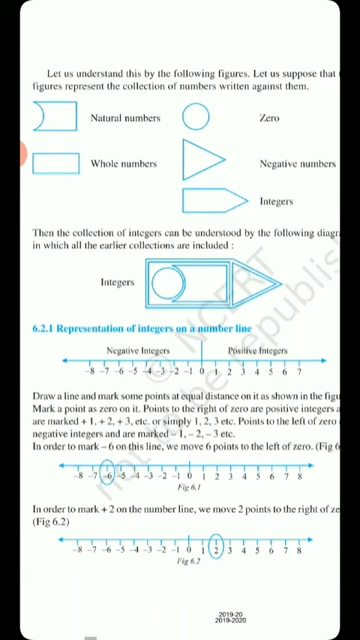 Let us understand this by the following figures. Let us suppose that
figures represent the collection of numbers written against them.
Natural numbers Zero
Whole numbers Negative numbers
Integers
Then the collection of integers can be understood by the following diagr
in which all the earlier collections are included :
Integers
6.2.1 Representation of integers on a number line
Negative Integers Positive Integers
–8 –7 –6 –5 –4 –3 –2 –1 0 1 2 3 4 5 6 7
Draw a line and mark some points at equal distance on it as shown in the figu
Mark a point as zero on it. Points to the right of zero are positive integers a
are marked + 1, + 2, + 3, etc. or simply 1, 2, 3 etc. Points to the left of zero
negative integers and are marked – 1, – 2, – 3 etc.
In order to mark – 6 on this line, we move 6 points to the left of zero. (Fig 6
–8 –7 –6 –5 –4 –3 –2 –1 0 1 2 3 4 5 6 7 8
Fig 6.1
In order to mark + 2 on the number line, we move 2 points to the right of ze
(Fig 6.2)
–8 –7 –6 –5 –4 –3 –2 –1 0 1 2 3 4 5 6 7 8
Fig 6.2
2019-20
2019-2020
© NCERT
not to be republis